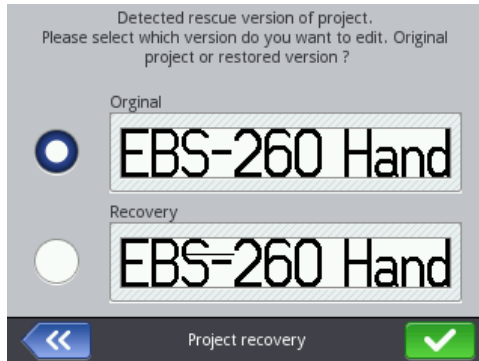 Detected rescue version of project.
Please select which version do you want to edit. Original
project or restored version ?
Orginal
EBS-260 Hand
Recovery
EBS-260 Hand
Project recovery